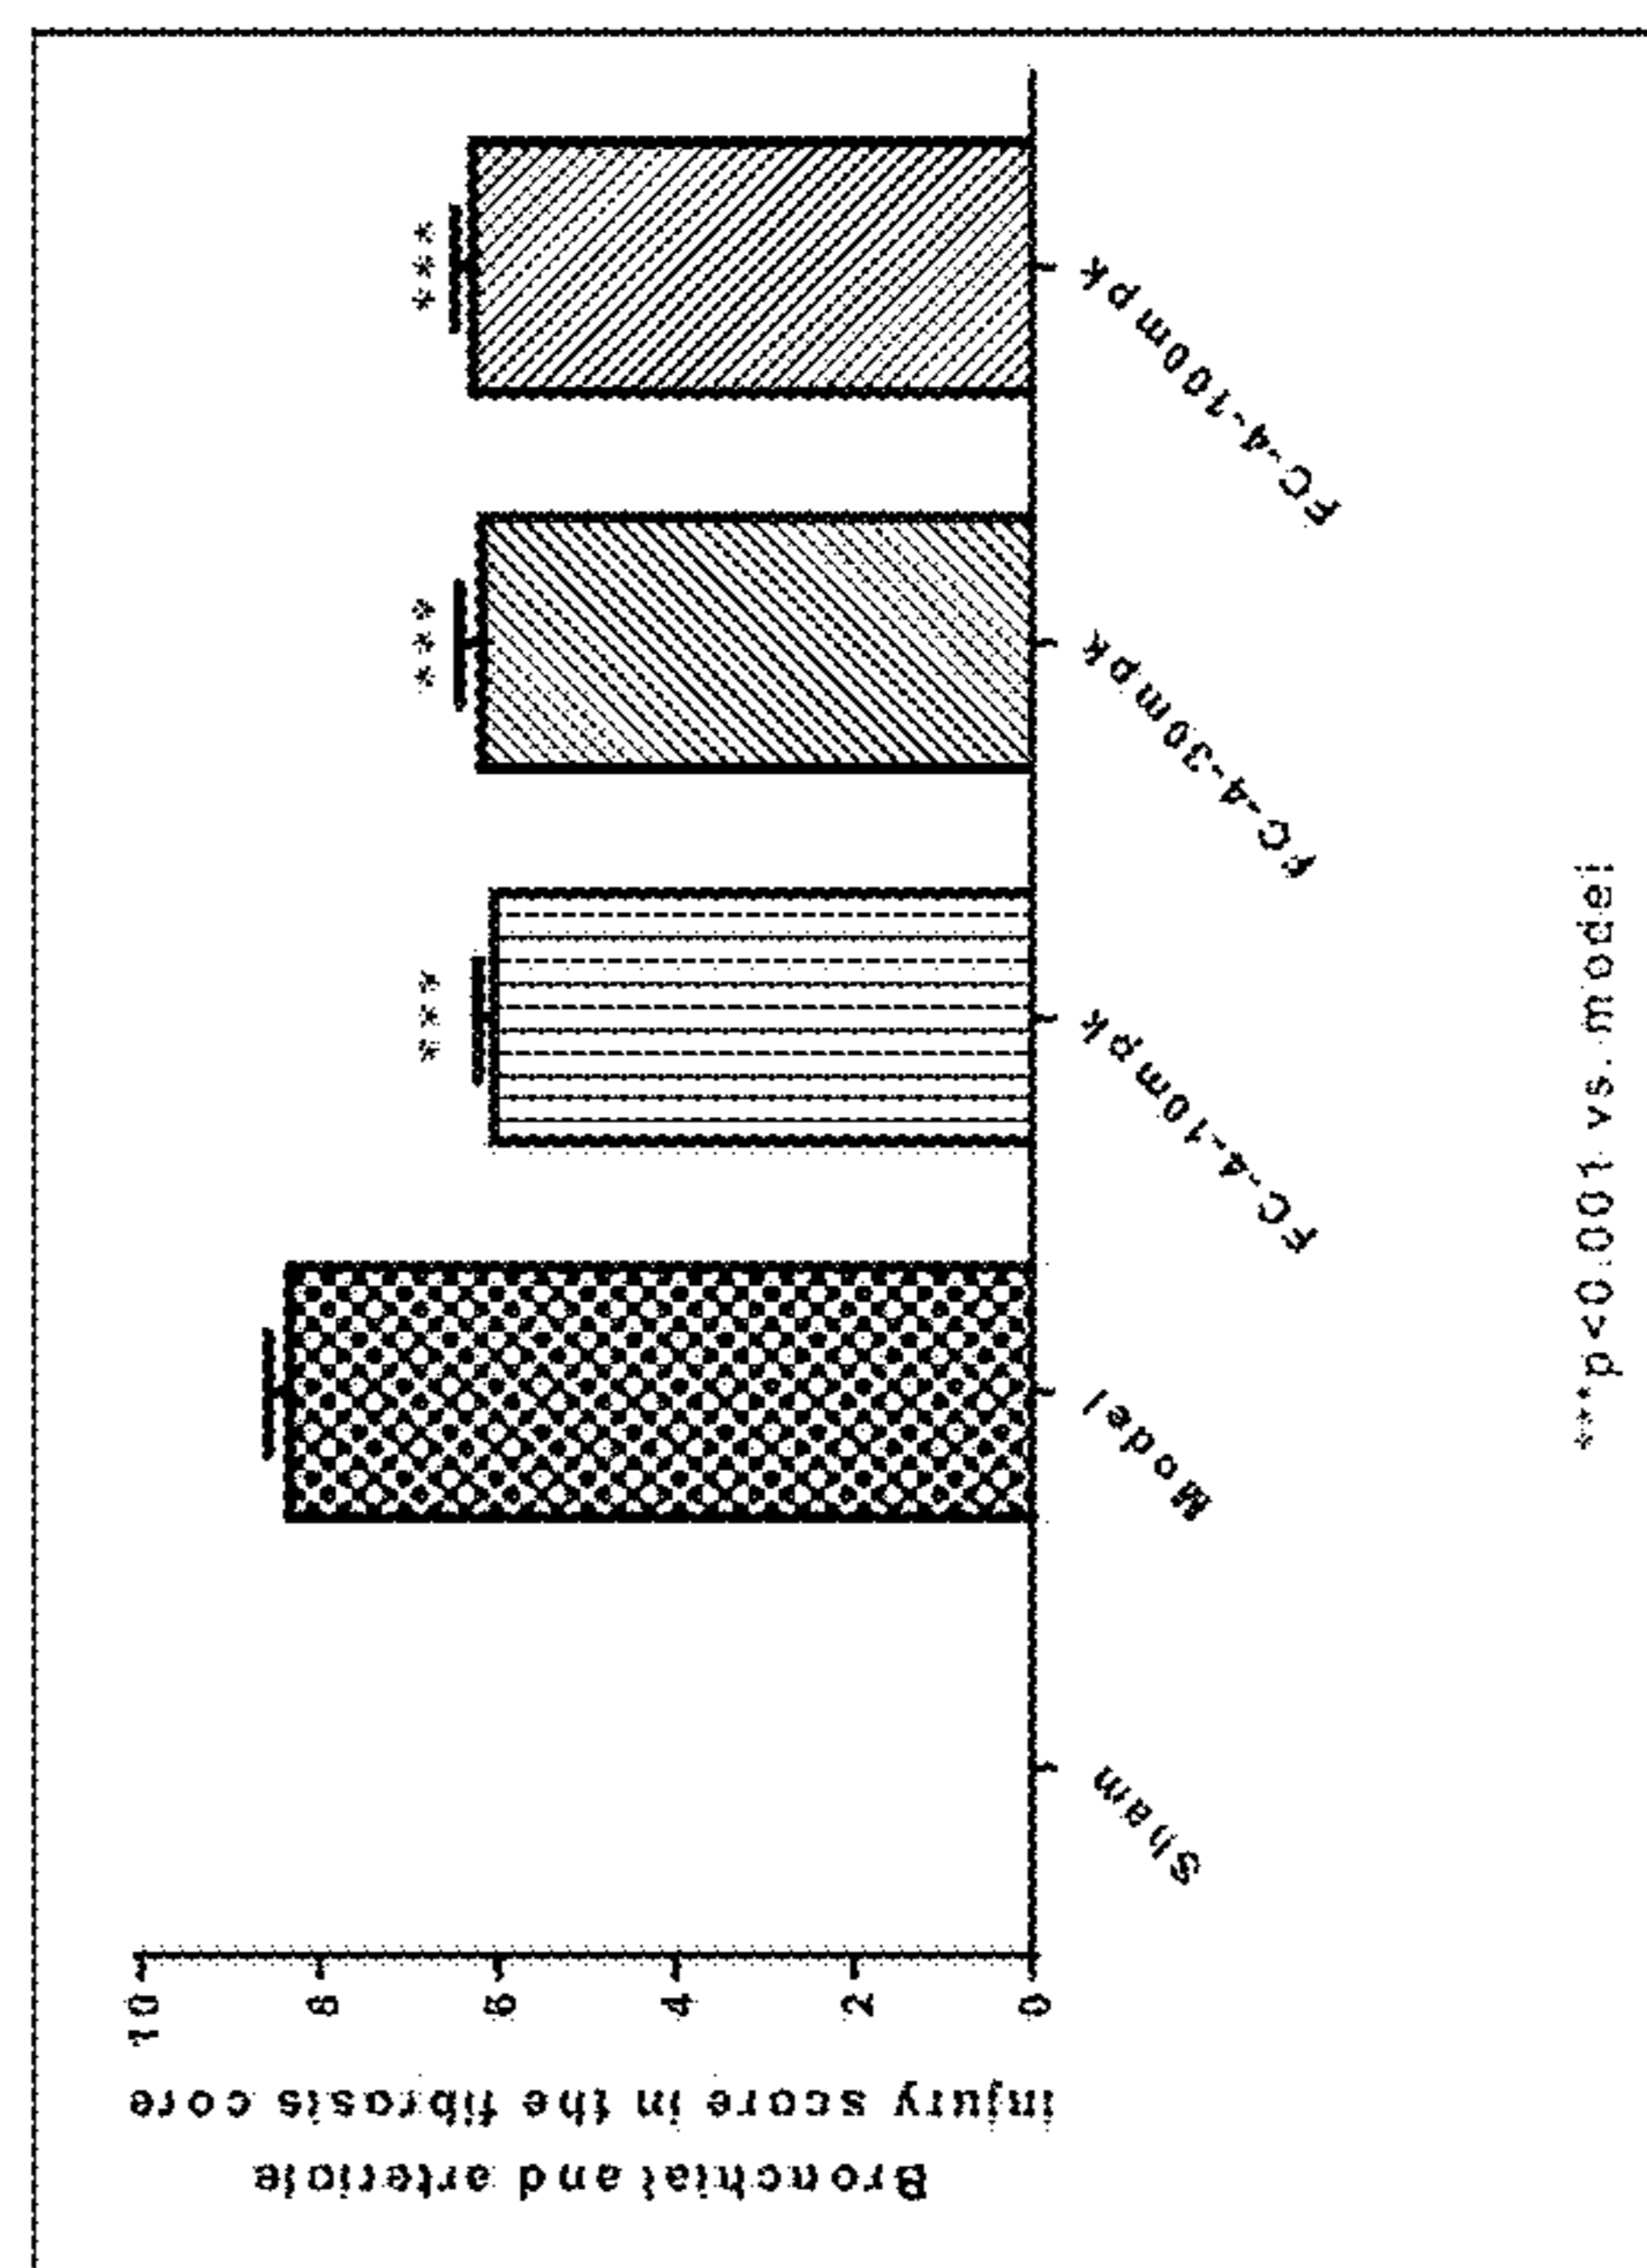 Bronchial and arteriole
injury score in the fibrosis core
10
8
6
4
2
0
***
***
***
Sham
Model
FC-4-10mpk
FC-4-30mpk
FC-4-100mpk
***p<0.001 vs. model